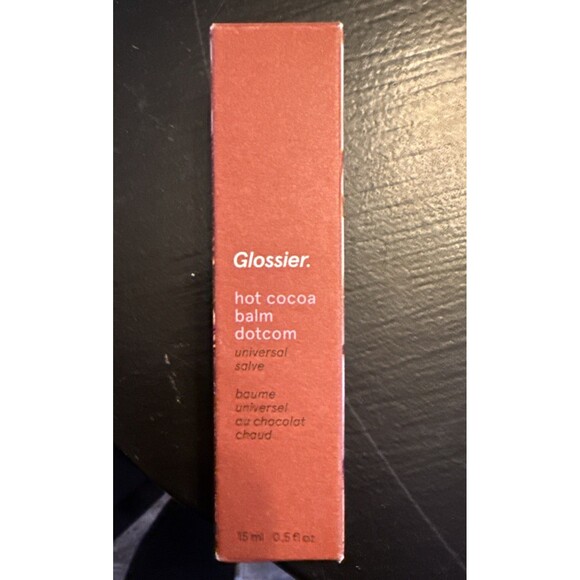 Glossier.
hot cocoa
balm
dotcom
universal
salve
baume
universel
au chocolat
chaud
15 ml 0.5 fl oz